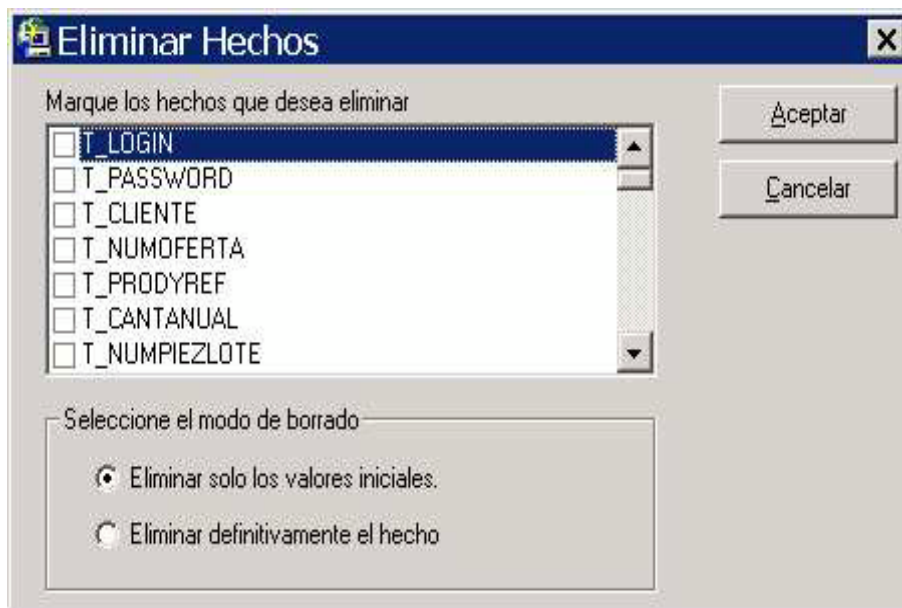 Eliminar Hechos
Marque los hechos que desea eliminar
T_LOGIN
T_PASSWORD
T_CLIENTE
T_NUMOFERTA
T_PRODYREF
T_CANTANUAL
T_NUMPIEZLOTE
Aceptar
Cancelar
Seleccione el modo de borrado
Eliminar solo los valores iniciales.
Eliminar definitivamente el hecho